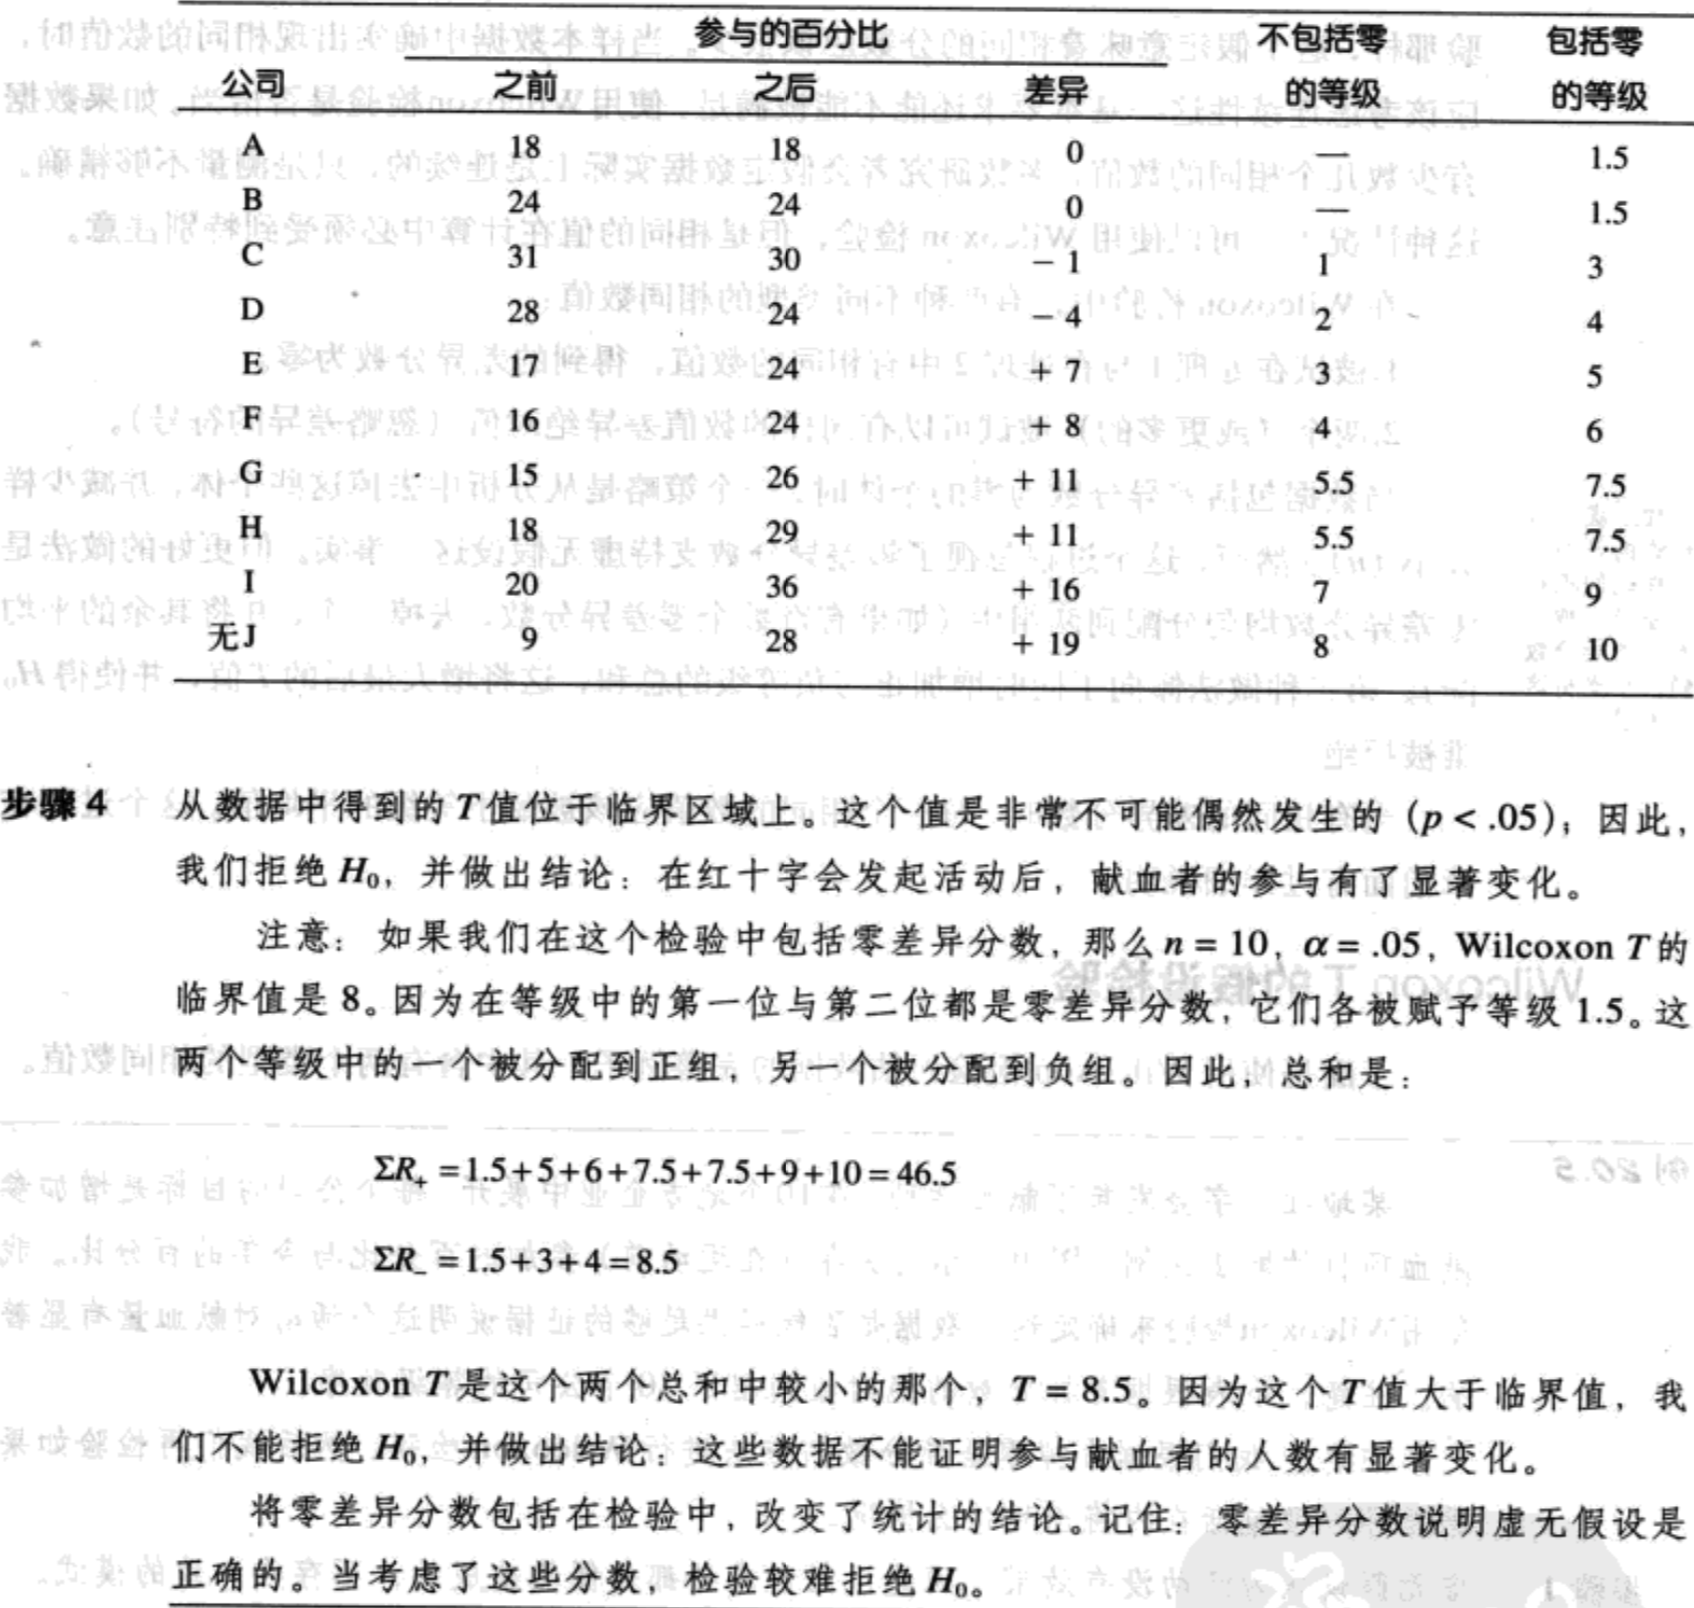 参与的百分比 不包括零 包括零
公司 之前 之后 差异 的等级 的等级
A 18 18 0 — 1.5
B 24 24 0 — 1.5
C 31 30 − 1 1 3
D 28 24 − 4 2 4
E 17 24 + 7 3 5
F 16 24 + 8 4 6
G 15 26 + 11 5.5 7.5
H 18 29 + 11 5.5 7.5
I 20 36 + 16 7 9
无J 9 28 + 19 8 10
步骤 4 从数据中得到的 T 值位于临界区域上。这个值是非常不可能偶然发生的（p < .05）；因此，
我们拒绝 H₀，并做出结论：在红十字会发起活动后，献血者的参与有了显著变化。
注意： 如果我们在这个检验中包括零差异分数，那么 n = 10，α = .05，Wilcoxon T 的
临界值是 8。因为在等级中的第一位与第二位都是零差异分数，它们各被赋予等级 1.5。这
两个等级中的一个被分配到正组，另一个被分配到负组。因此，总和是：
ΣR₊ = 1.5+5+6+7.5+7.5+9+10 = 46.5
ΣR₋ = 1.5+3+4 = 8.5
Wilcoxon T 是这个两个总和中较小的那个，T = 8.5。因为这个 T 值大于临界值，我
们不能拒绝 H₀，并做出结论：这些数据不能证明参与献血者的人数有显著变化。
将零差异分数包括在检验中，改变了统计的结论。记住：零差异分数说明虚无假设是
正确的。当考虑了这些分数，检验较难拒绝 H₀。